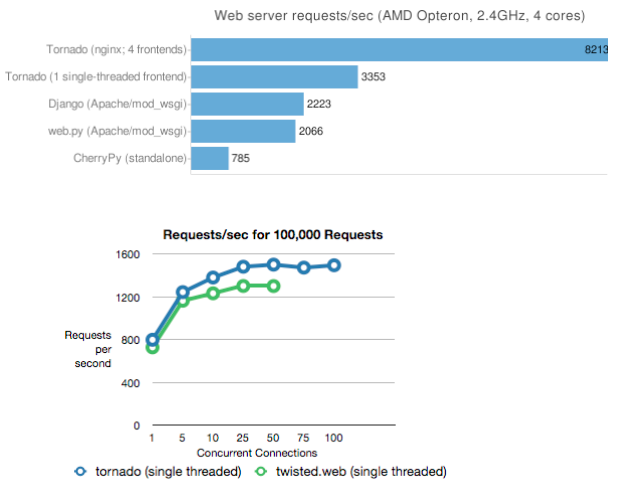 Web server requests/sec (AMD Opteron, 2.4GHz, 4 cores)
Tornado (nginx; 4 frontends) 8213
Tornado (1 single-threaded frontend) 3353
Django (Apache/mod_wsgi) 2223
web.py (Apache/mod_wsgi) 2066
CherryPy (standalone) 785
Requests/sec for 100,000 Requests
1600
1200
Requests per second
800
400
0
1 5 10 25 50 75 100
Concurrent Connections
tornado (single threaded) twisted.web (single threaded)